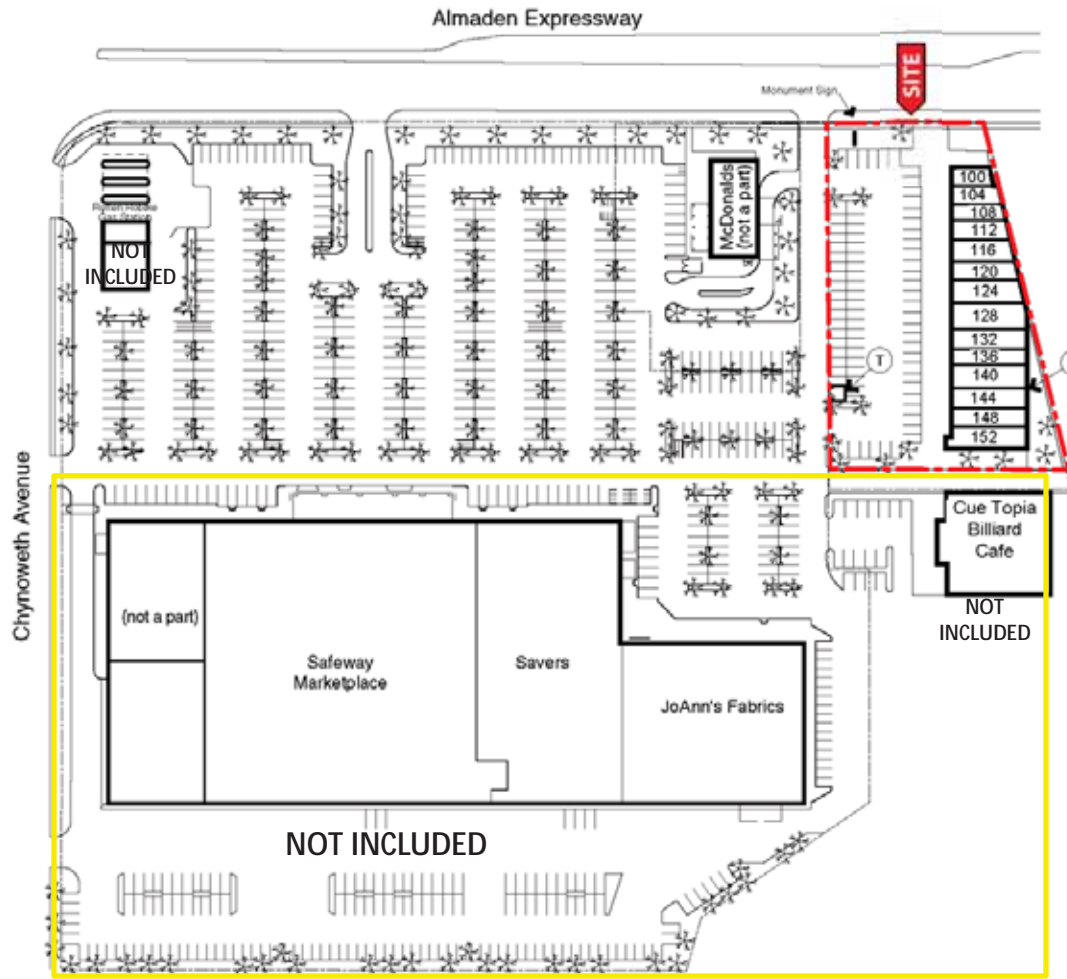 Almaden Expressway
SITE
Monument Sign
McDonalds
(not a part)
Gas Station
NOT
INCLUDED
100
104
108
112
116
120
124
128
132
136
140
144
148
152
T
Chynoweth Avenue
Cue Topia
Billiard
Cafe
NOT
INCLUDED
(not a part)
Safeway
Marketplace
Savers
JoAnn's Fabrics
NOT INCLUDED